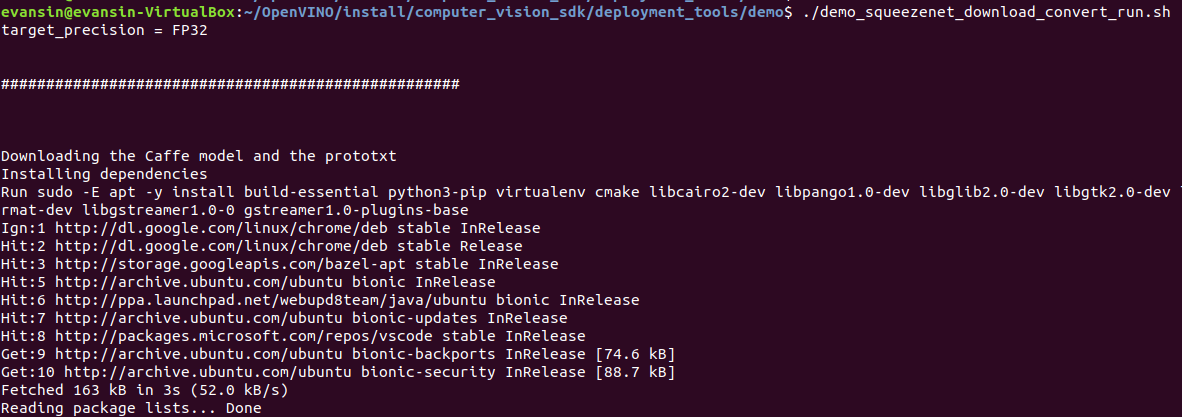 evansin@evansin-VirtualBox:~/OpenVINO/install/computer_vision_sdk/deployment_tools/demo$ ./demo_squeezenet_download_convert_run.sh
target_precision = FP32
###################################################
Downloading the Caffe model and the prototxt
Installing dependencies
Run sudo -E apt -y install build-essential python3-pip virtualenv cmake libcairo2-dev libpango1.0-dev libglib2.0-dev libgtk2.0-dev
rmat-dev libgstreamer1.0-0 gstreamer1.0-plugins-base
Ign:1 http://dl.google.com/linux/chrome/deb stable InRelease
Hit:2 http://dl.google.com/linux/chrome/deb stable Release
Hit:3 http://storage.googleapis.com/bazel-apt stable InRelease
Hit:5 http://archive.ubuntu.com/ubuntu bionic InRelease
Hit:6 http://ppa.launchpad.net/webupd8team/java/ubuntu bionic InRelease
Hit:7 http://archive.ubuntu.com/ubuntu bionic-updates InRelease
Hit:8 http://packages.microsoft.com/repos/vscode stable InRelease
Get:9 http://archive.ubuntu.com/ubuntu bionic-backports InRelease [74.6 kB]
Get:10 http://archive.ubuntu.com/ubuntu bionic-security InRelease [88.7 kB]
Fetched 163 kB in 3s (52.0 kB/s)
Reading package lists... Done